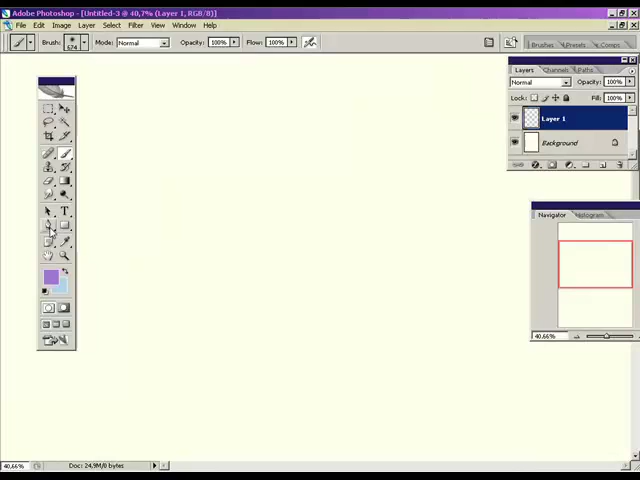 Adobe Photoshop - [Untitled-3 @ 40,7% (Layer 1, RGB/8)]
File Edit Image Layer Select Filter View Window Help
Brush: 674 Mode: Normal Opacity: 100% Flow: 100% Brushes Presets Comps
Layers Channels Paths
Normal Opacity: 100%
Lock: Fill: 100%
Layer 1
Background
T
Navigator Histogram
40,66%
40,66% Doc: 24,9M/0 bytes